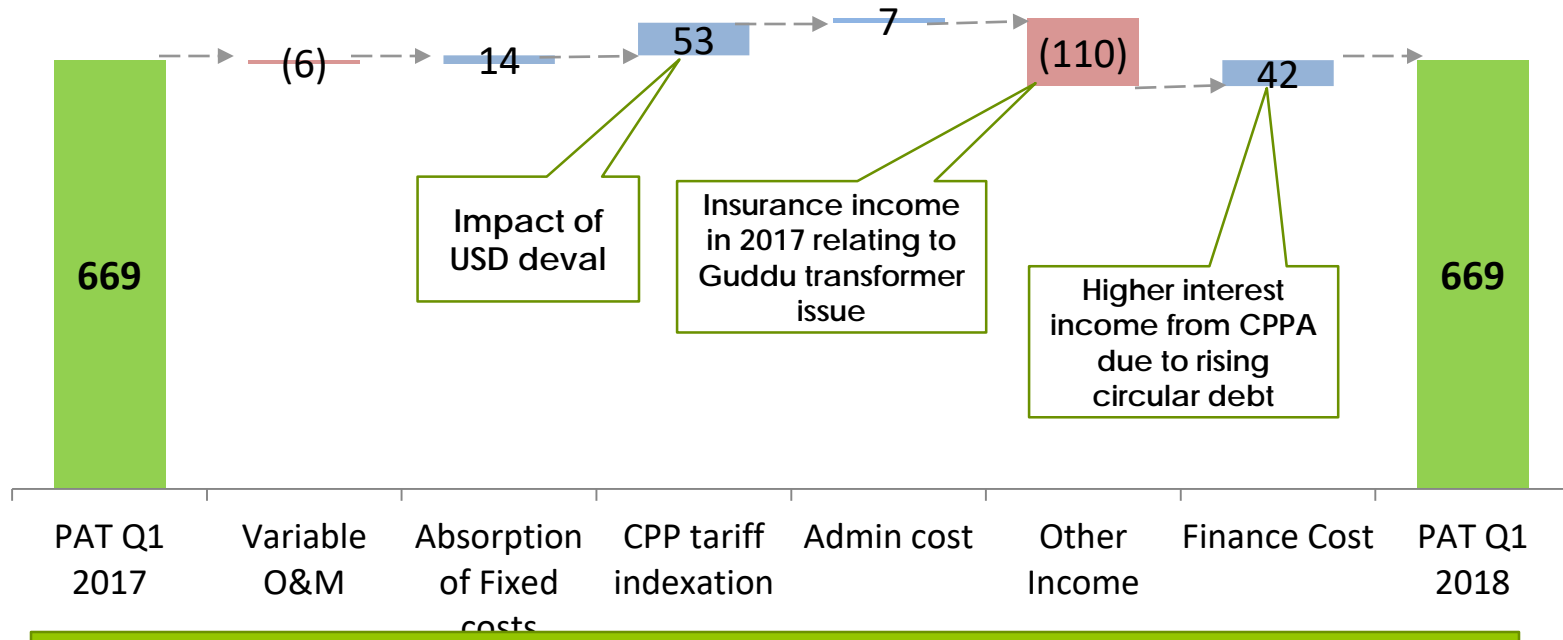 (6)
14
53
7
(110)
42
669
669
Impact of
USD deval
Insurance income
in 2017 relating to
Guddu transformer
issue
Higher interest
income from CPPA
due to rising
circular debt
PAT Q1
2017
Variable
O&M
Absorption
of Fixed
costs
CPP tariff
indexation
Admin cost
Other
Income
Finance Cost
PAT Q1
2018